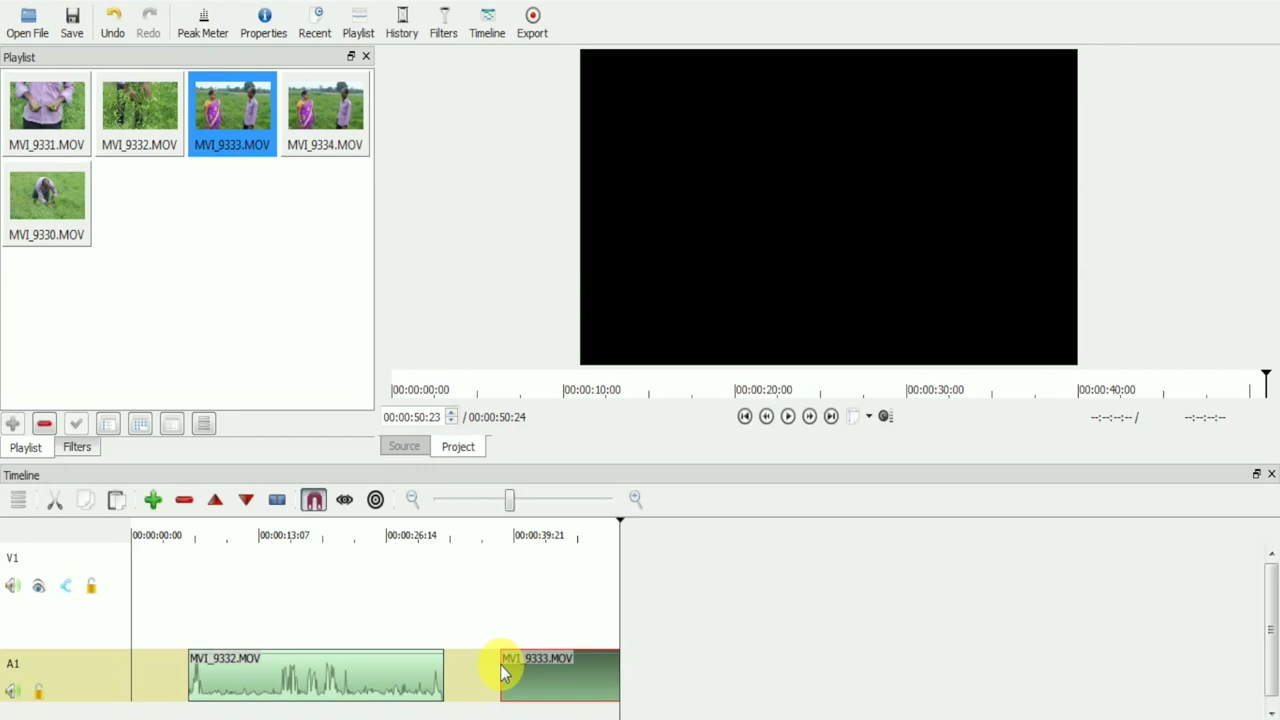 Open File Save Undo Redo Peak Meter Properties Recent Playlist History Filters Timeline Export
Playlist
MVI_9331.MOV MVI_9332.MOV MVI_9333.MOV MVI_9334.MOV
MVI_9330.MOV
00:00:00;00 00:00:10;00 00:00:20;00 00:00:30;00 00:00:40;00
00:00:50:23 / 00:00:50:24 --:--:--:-- / --:--:--:--
Playlist Filters Source Project
Timeline
00:00:00:00 00:00:13:07 00:00:26:14 00:00:39:21
V1
A1
MVI_9332.MOV MVI_9333.MOV